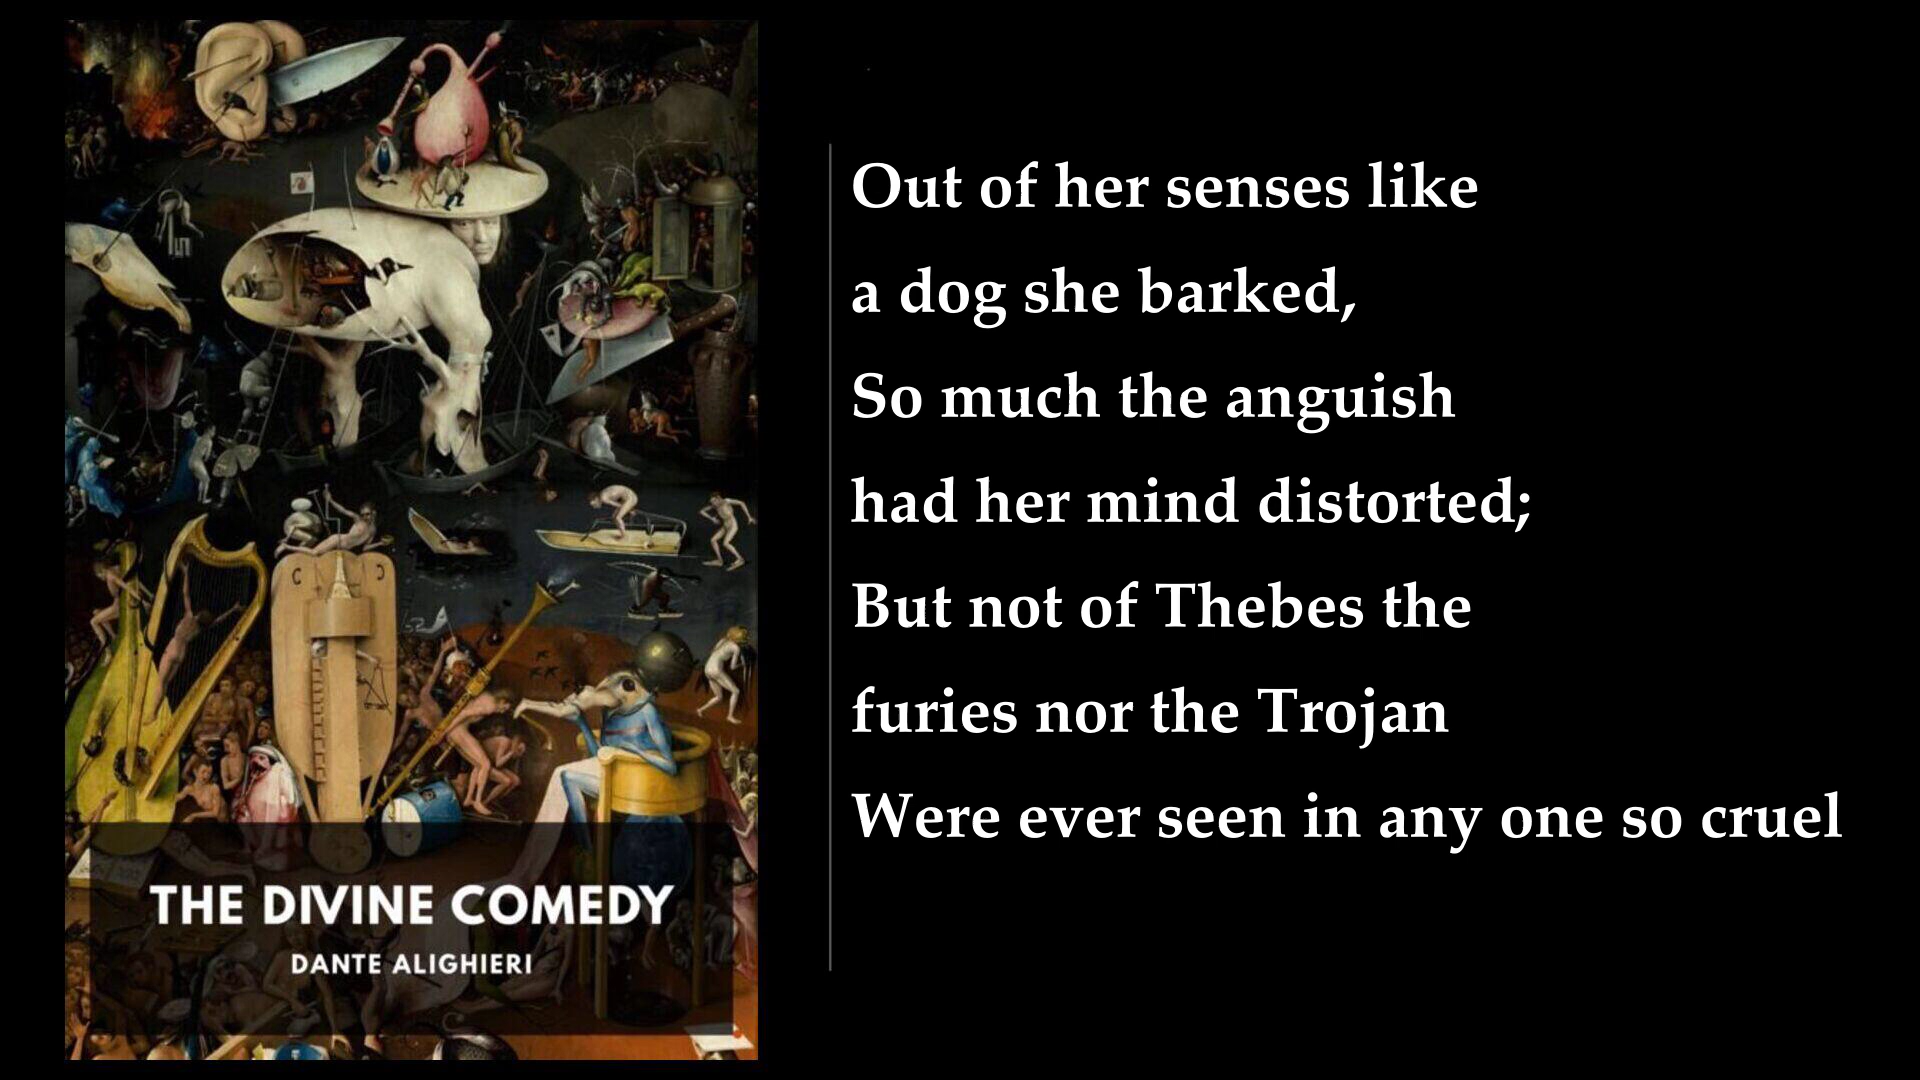 THE DIVINE COMEDY
DANTE ALIGHIERI
Out of her senses like
a dog she barked,
So much the anguish
had her mind distorted;
But not of Thebes the
furies nor the Trojan
Were ever seen in any one so cruel